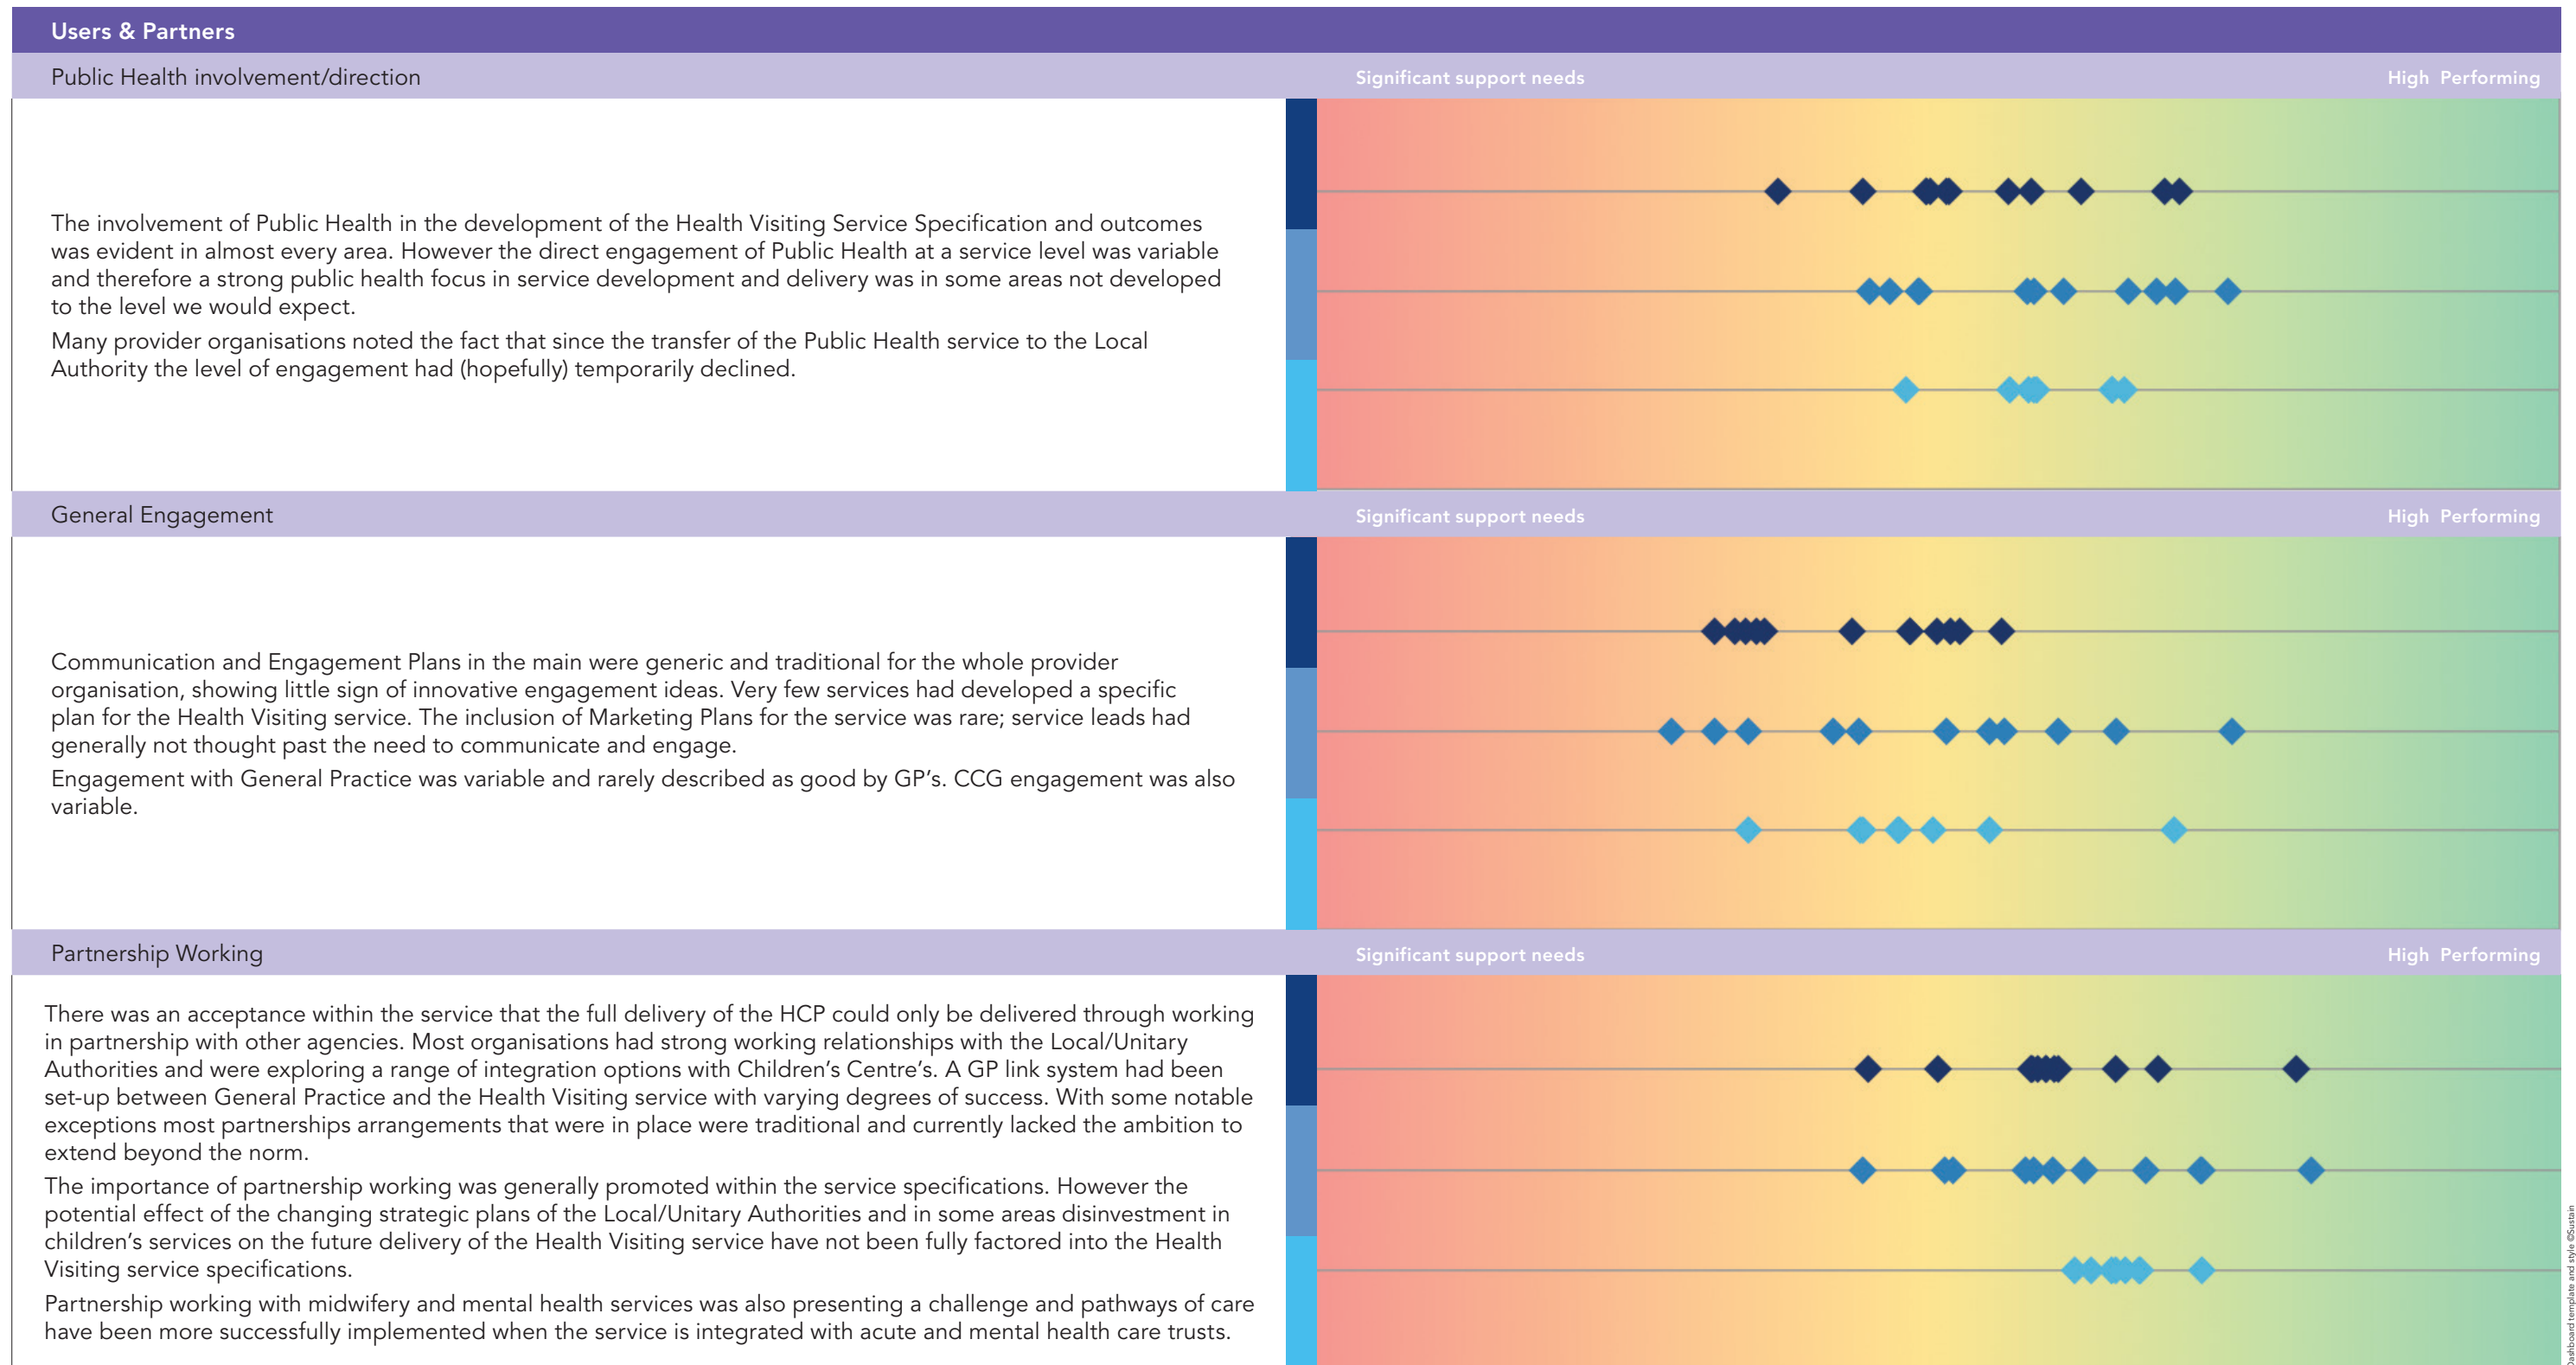 Users & Partners
Public Health involvement/direction
Significant support needs
High Performing
The involvement of Public Health in the development of the Health Visiting Service Specification and outcomes
was evident in almost every area. However the direct engagement of Public Health at a service level was variable
and therefore a strong public health focus in service development and delivery was in some areas not developed
to the level we would expect.
Many provider organisations noted the fact that since the transfer of the Public Health service to the Local
Authority the level of engagement had (hopefully) temporarily declined.
General Engagement
Significant support needs
High Performing
Communication and Engagement Plans in the main were generic and traditional for the whole provider
organisation, showing little sign of innovative engagement ideas. Very few services had developed a specific
plan for the Health Visiting service. The inclusion of Marketing Plans for the service was rare; service leads had
generally not thought past the need to communicate and engage.
Engagement with General Practice was variable and rarely described as good by GP’s. CCG engagement was also
variable.
Partnership Working
Significant support needs
High Performing
There was an acceptance within the service that the full delivery of the HCP could only be delivered through working
in partnership with other agencies. Most organisations had strong working relationships with the Local/Unitary
Authorities and were exploring a range of integration options with Children’s Centre’s. A GP link system had been
set-up between General Practice and the Health Visiting service with varying degrees of success. With some notable
exceptions most partnerships arrangements that were in place were traditional and currently lacked the ambition to
extend beyond the norm.
The importance of partnership working was generally promoted within the service specifications. However the
potential effect of the changing strategic plans of the Local/Unitary Authorities and in some areas disinvestment in
children’s services on the future delivery of the Health Visiting service have not been fully factored into the Health
Visiting service specifications.
Partnership working with midwifery and mental health services was also presenting a challenge and pathways of care
have been more successfully implemented when the service is integrated with acute and mental health care trusts.
Dashboard template and style ©Sustain